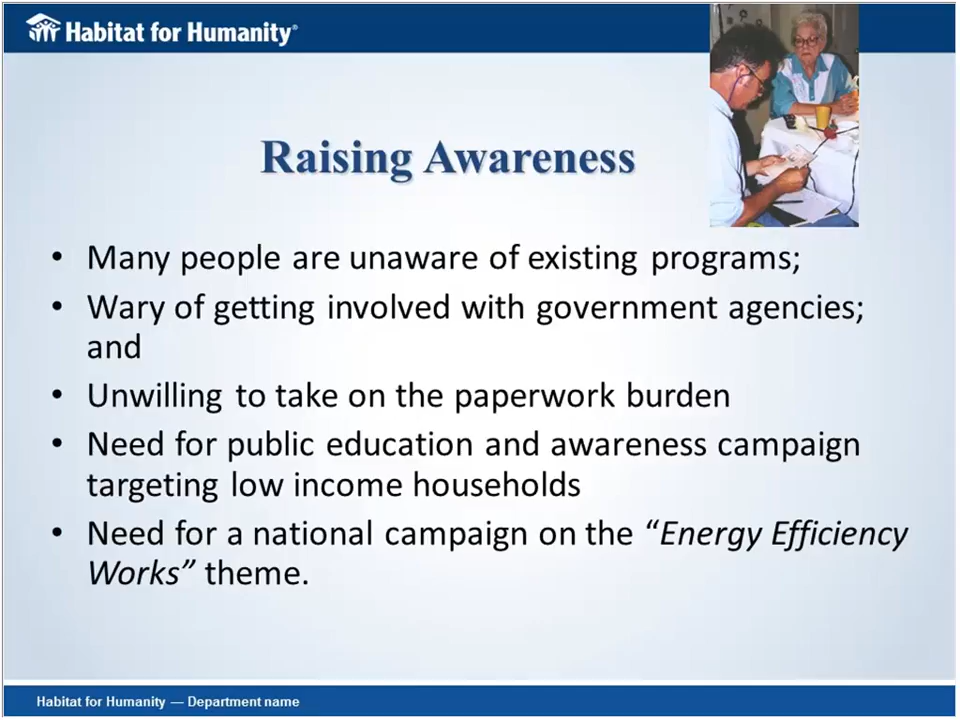 Habitat for Humanity®
Raising Awareness
• Many people are unaware of existing programs;
• Wary of getting involved with government agencies;
and
• Unwilling to take on the paperwork burden
• Need for public education and awareness campaign
targeting low income households
• Need for a national campaign on the “Energy Efficiency
Works” theme.
Habitat for Humanity — Department name